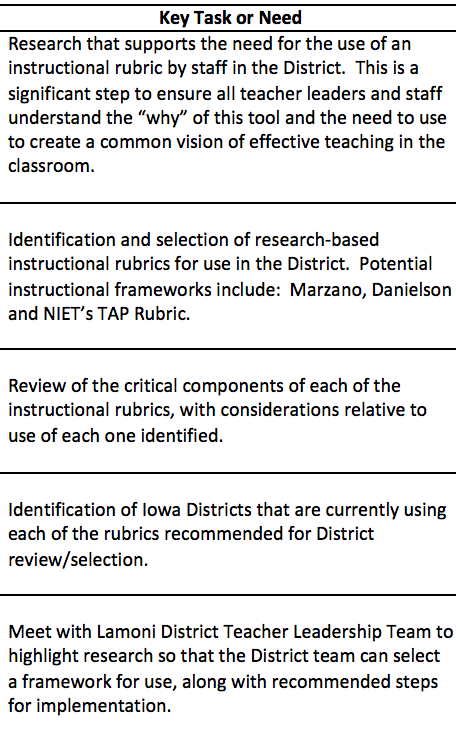 Key Task or Need
Research that supports the need for the use of an
instructional rubric by staff in the District.  This is a
significant step to ensure all teacher leaders and staff
understand the “why” of this tool and the need to use
to create a common vision of effective teaching in the
classroom.
Identification and selection of research-based
instructional rubrics for use in the District.  Potential
instructional frameworks include:  Marzano, Danielson
and NIET’s TAP Rubric.
Review of the critical components of each of the
instructional rubrics, with considerations relative to
use of each one identified.
Identification of Iowa Districts that are currently using
each of the rubrics recommended for District
review/selection.
Meet with Lamoni District Teacher Leadership Team to
highlight research so that the District team can select
a framework for use, along with recommended steps
for implementation.